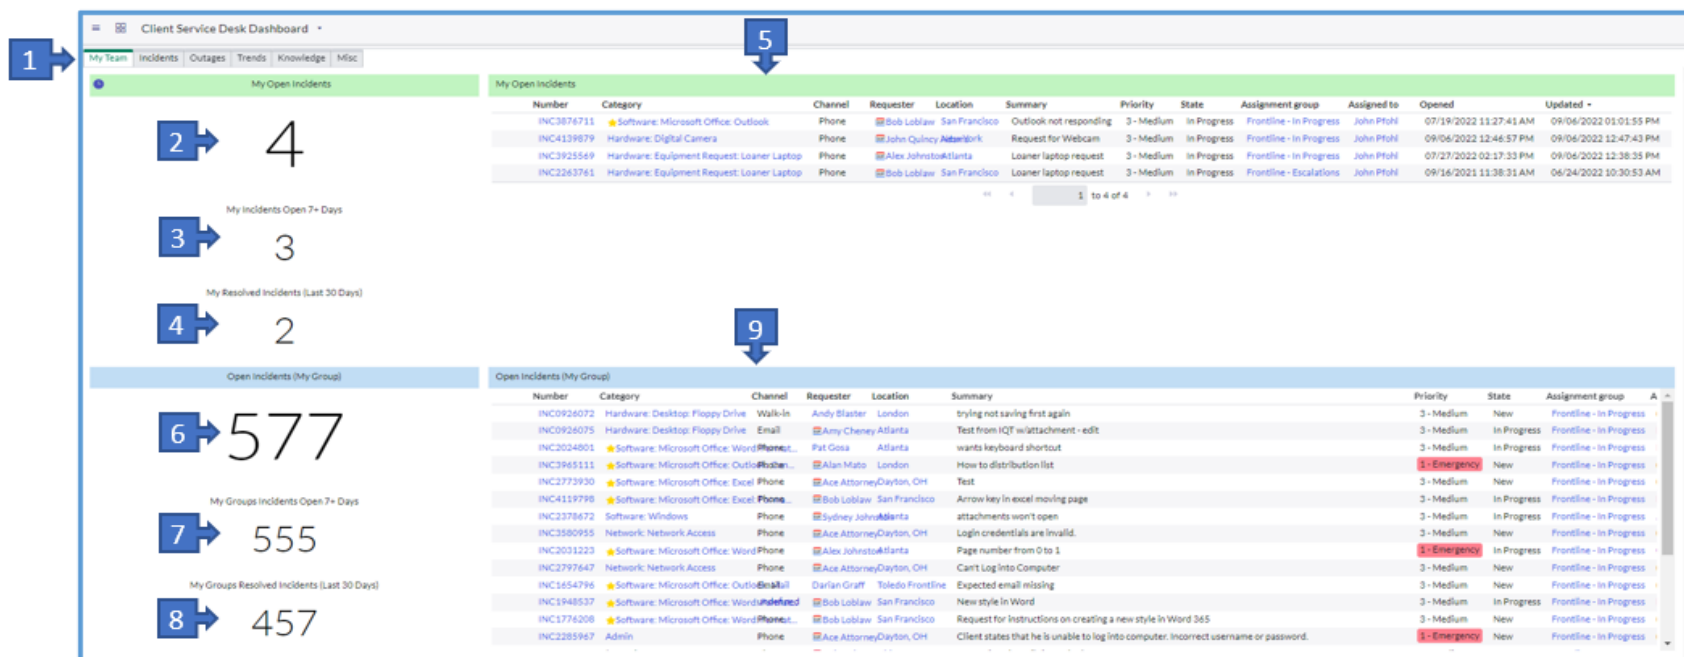 Client Service Desk Dashboard
1
5
My Team Incidents Outages Trends Knowledge Misc
My Open Incidents
2
4
My Incidents Open 7+ Days
3
3
My Resolved Incidents (Last 30 Days)
4
2
My Open Incidents
Number Category Channel Requester Location Summary Priority State Assignment group Assigned to Opened Updated
INC3876711 Software: Microsoft Office: Outlook Phone Bob Loblaw San Francisco Outlook not responding 3 - Medium In Progress Frontline - In Progress John Pfohl 07/19/2022 11:27:41 AM 09/06/2022 01:01:55 PM
INC4139879 Hardware: Digital Camera Phone John Quincy Request for Webcam 3 - Medium In Progress Frontline - In Progress John Pfohl 09/06/2022 12:46:57 PM 09/06/2022 12:47:43 PM
INC3925569 Hardware: Equipment Request: Loaner Laptop Phone Alex Johnston Atlanta Loaner laptop request 3 - Medium In Progress Frontline - In Progress John Pfohl 07/27/2022 02:17:33 PM 09/06/2022 12:38:35 PM
INC2263761 Hardware: Equipment Request: Loaner Laptop Phone Bob Loblaw San Francisco Loaner laptop request 3 - Medium In Progress Frontline - Escalations John Pfohl 09/16/2021 11:38:31 AM 06/24/2022 10:30:53 AM
1 to 4 of 4
9
Open Incidents (My Group)
6
577
My Groups Incidents Open 7+ Days
7
555
My Groups Resolved Incidents (Last 30 Days)
8
457
Open Incidents (My Group)
Number Category Channel Requester Location Summary Priority State Assignment group A
INC0926072 Hardware: Desktop: Floppy Drive Walk-in Andy Blaster London trying not saving first again 3 - Medium New Frontline - In Progress
INC0926075 Hardware: Desktop: Floppy Drive Email Amy Cheney Atlanta Test from IQT w/attachment - edit 3 - Medium In Progress Frontline - In Progress
INC2024801 Software: Microsoft Office: Word Pat Gosa Atlanta wants keyboard shortcut 3 - Medium In Progress Frontline - In Progress
INC3965111 Software: Microsoft Office: Alan Mato London How to distribution list 1 - Emergency New Frontline - In Progress
INC2773930 Software: Microsoft Office: Excel Phone Ace Attorney Dayton, OH Test 3 - Medium New Frontline - In Progress
INC4119798 Software: Microsoft Office: Excel Phone Bob Loblaw San Francisco Arrow key in excel moving page 3 - Medium In Progress Frontline - In Progress
INC2378672 Software: Windows Phone Sydney Atlanta attachments won't open 3 - Medium In Progress Frontline - In Progress
INC3580955 Network: Network Access Phone Ace Attorney Dayton, OH Login credentials are invalid. 3 - Medium New Frontline - In Progress
INC2031223 Software: Microsoft Office: Word Phone Alex Johnston Atlanta Page number from 0 to 1 1 - Emergency In Progress Frontline - In Progress
INC2797647 Network: Network Access Phone Ace Attorney Dayton, OH Can't Log into Computer 3 - Medium New Frontline - In Progress
INC1654796 Software: Microsoft Office: Darian Graff Toledo Frontline Expected email missing 3 - Medium New Frontline - In Progress
INC1948537 Software: Microsoft Office: Word Bob Loblaw San Francisco New style in Word 3 - Medium In Progress Frontline - In Progress
INC1776208 Software: Microsoft Office: Word Bob Loblaw San Francisco Request for instructions on creating a new style in Word 365 3 - Medium New Frontline - In Progress
INC2285967 Admin Phone Ace Attorney Dayton, OH Client states that he is unable to log into computer. Incorrect username or password. 1 - Emergency New Frontline - In Progress